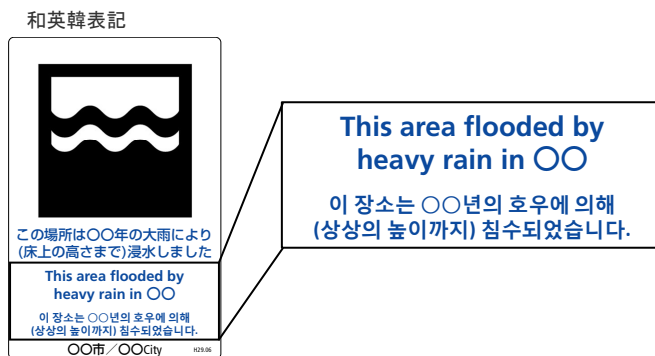 和英韓表記
この場所は〇〇年の大雨により
(床上の高さまで)浸水しました
This area flooded by
heavy rain in 〇〇
이 장소는 〇〇년의 호우에 의해
(상상의 높이까지) 침수되었습니다.
〇〇市／〇〇City
H29.06
This area flooded by
heavy rain in 〇〇
이 장소는 〇〇년의 호우에 의해
(상상의 높이까지) 침수되었습니다.